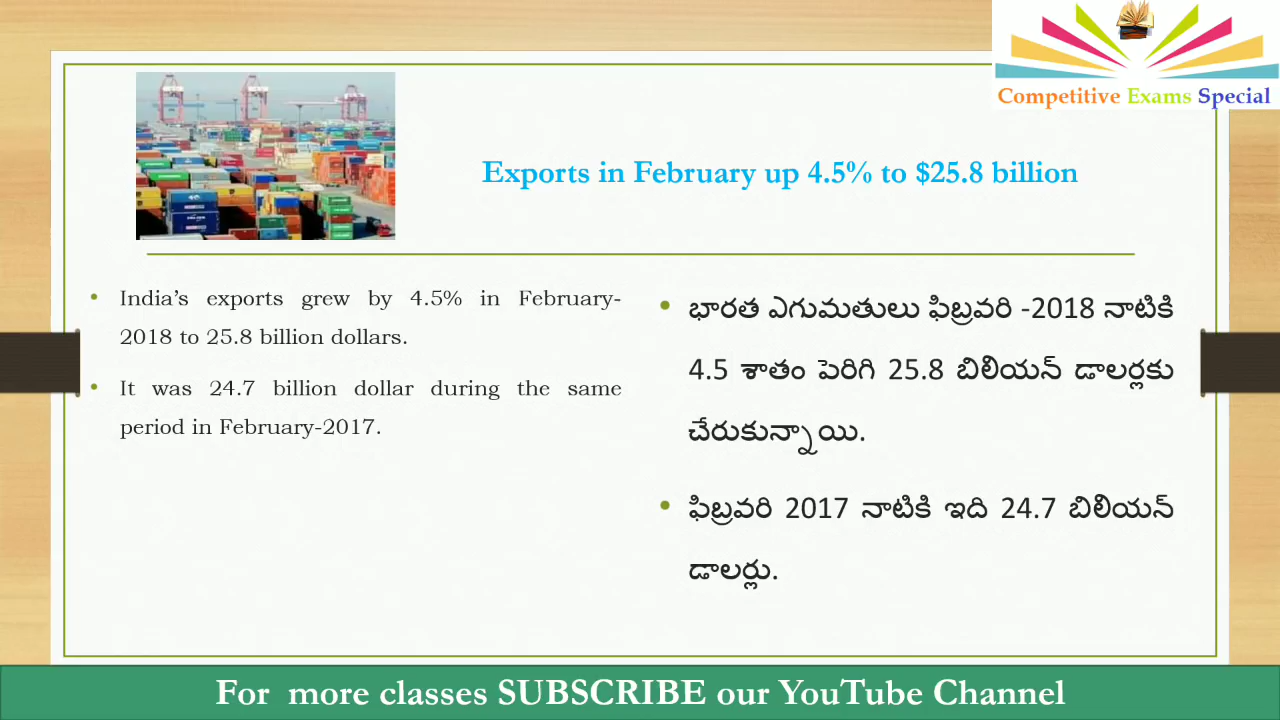 Competitive Exams Special
Exports in February up 4.5% to $25.8 billion
• India's exports grew by 4.5% in February-
2018 to 25.8 billion dollars.
• It was 24.7 billion dollar during the same
period in February-2017.
• భారత ఎగుమతులు ఫిబ్రవరి -2018 నాటికి
4.5 శాతం పెరిగి 25.8 బిలియన్ డాలర్లకు
చేరుకున్నాయి.
• ఫిబ్రవరి 2017 నాటికి ఇది 24.7 బిలియన్
డాలర్లు.
For more classes SUBSCRIBE our YouTube Channel